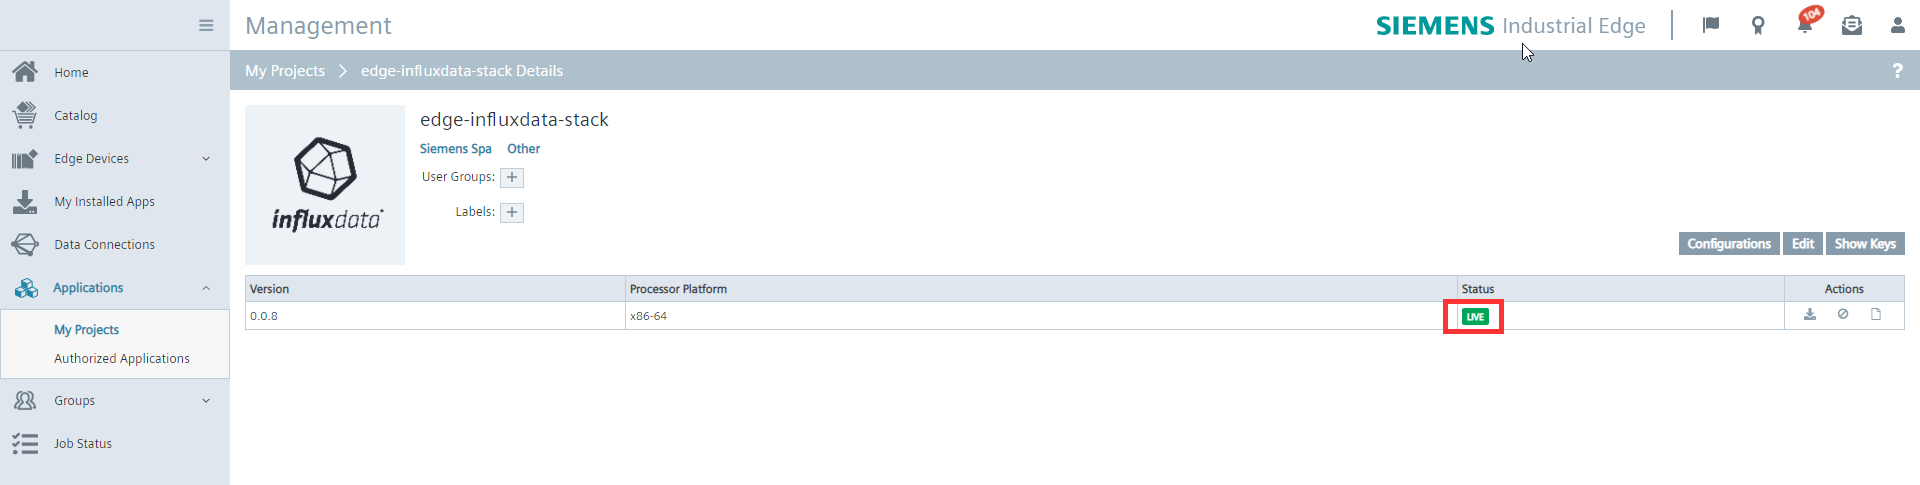 Management
SIEMENS Industrial Edge
104
Home
Catalog
Edge Devices
My Installed Apps
Data Connections
Applications
My Projects
Authorized Applications
Groups
Job Status
My Projects > edge-influxdata-stack Details
?
influxdata
edge-influxdata-stack
Siemens Spa Other
User Groups: +
Labels: +
Configurations Edit Show Keys
Version Processor Platform Status Actions
0.0.8 x86-64 LIVE